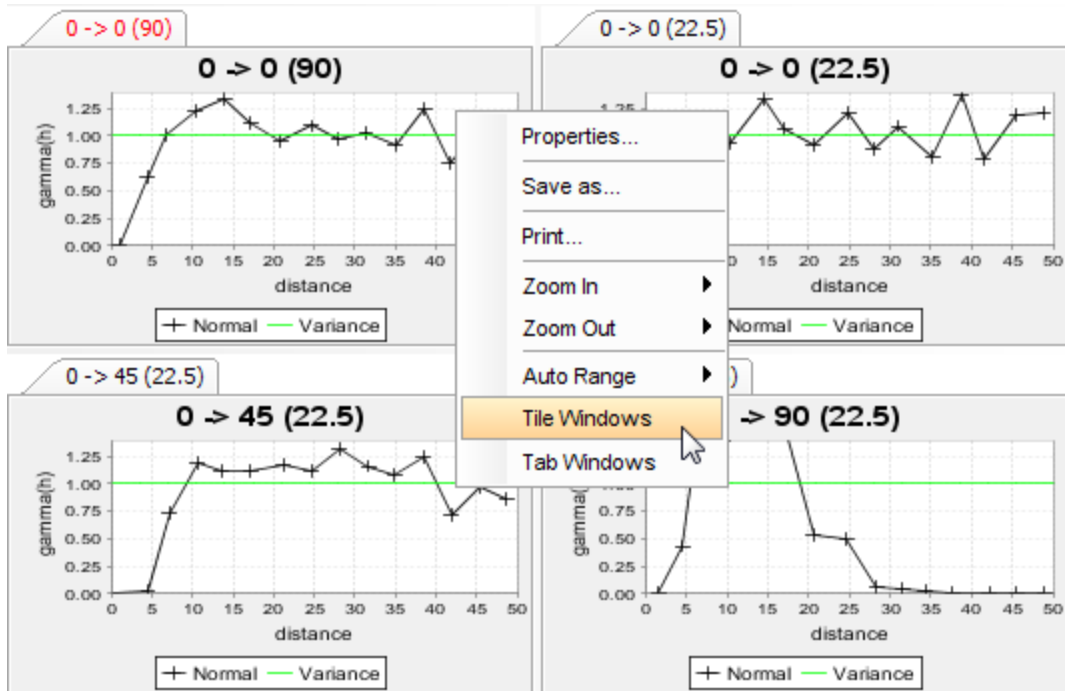 0 -> 0 (90)
0 -> 0 (22.5)
0 -> 0 (90)
0 -> 0 (22.5)
gamma(h)
1.25
1.00
0.75
0.50
0.25
0.00
0 5 10 15 20 25 30 35 40
distance
Normal Variance
1.25
15 20 25 30 35 40 45 50
distance
Normal Variance
Properties...
Save as...
Print...
Zoom In
Zoom Out
Auto Range
Tile Windows
Tab Windows
0 -> 45 (22.5)
0 -> 45 (22.5)
gamma(h)
1.25
1.00
0.75
0.50
0.25
0.00
0 5 10 15 20 25 30 35 40 45 50
distance
Normal Variance
)
-> 90 (22.5)
gamma(h)
0.75
0.50
0.25
0.00
0 5 10 15 20 25 30 35 40 45 50
distance
Normal Variance